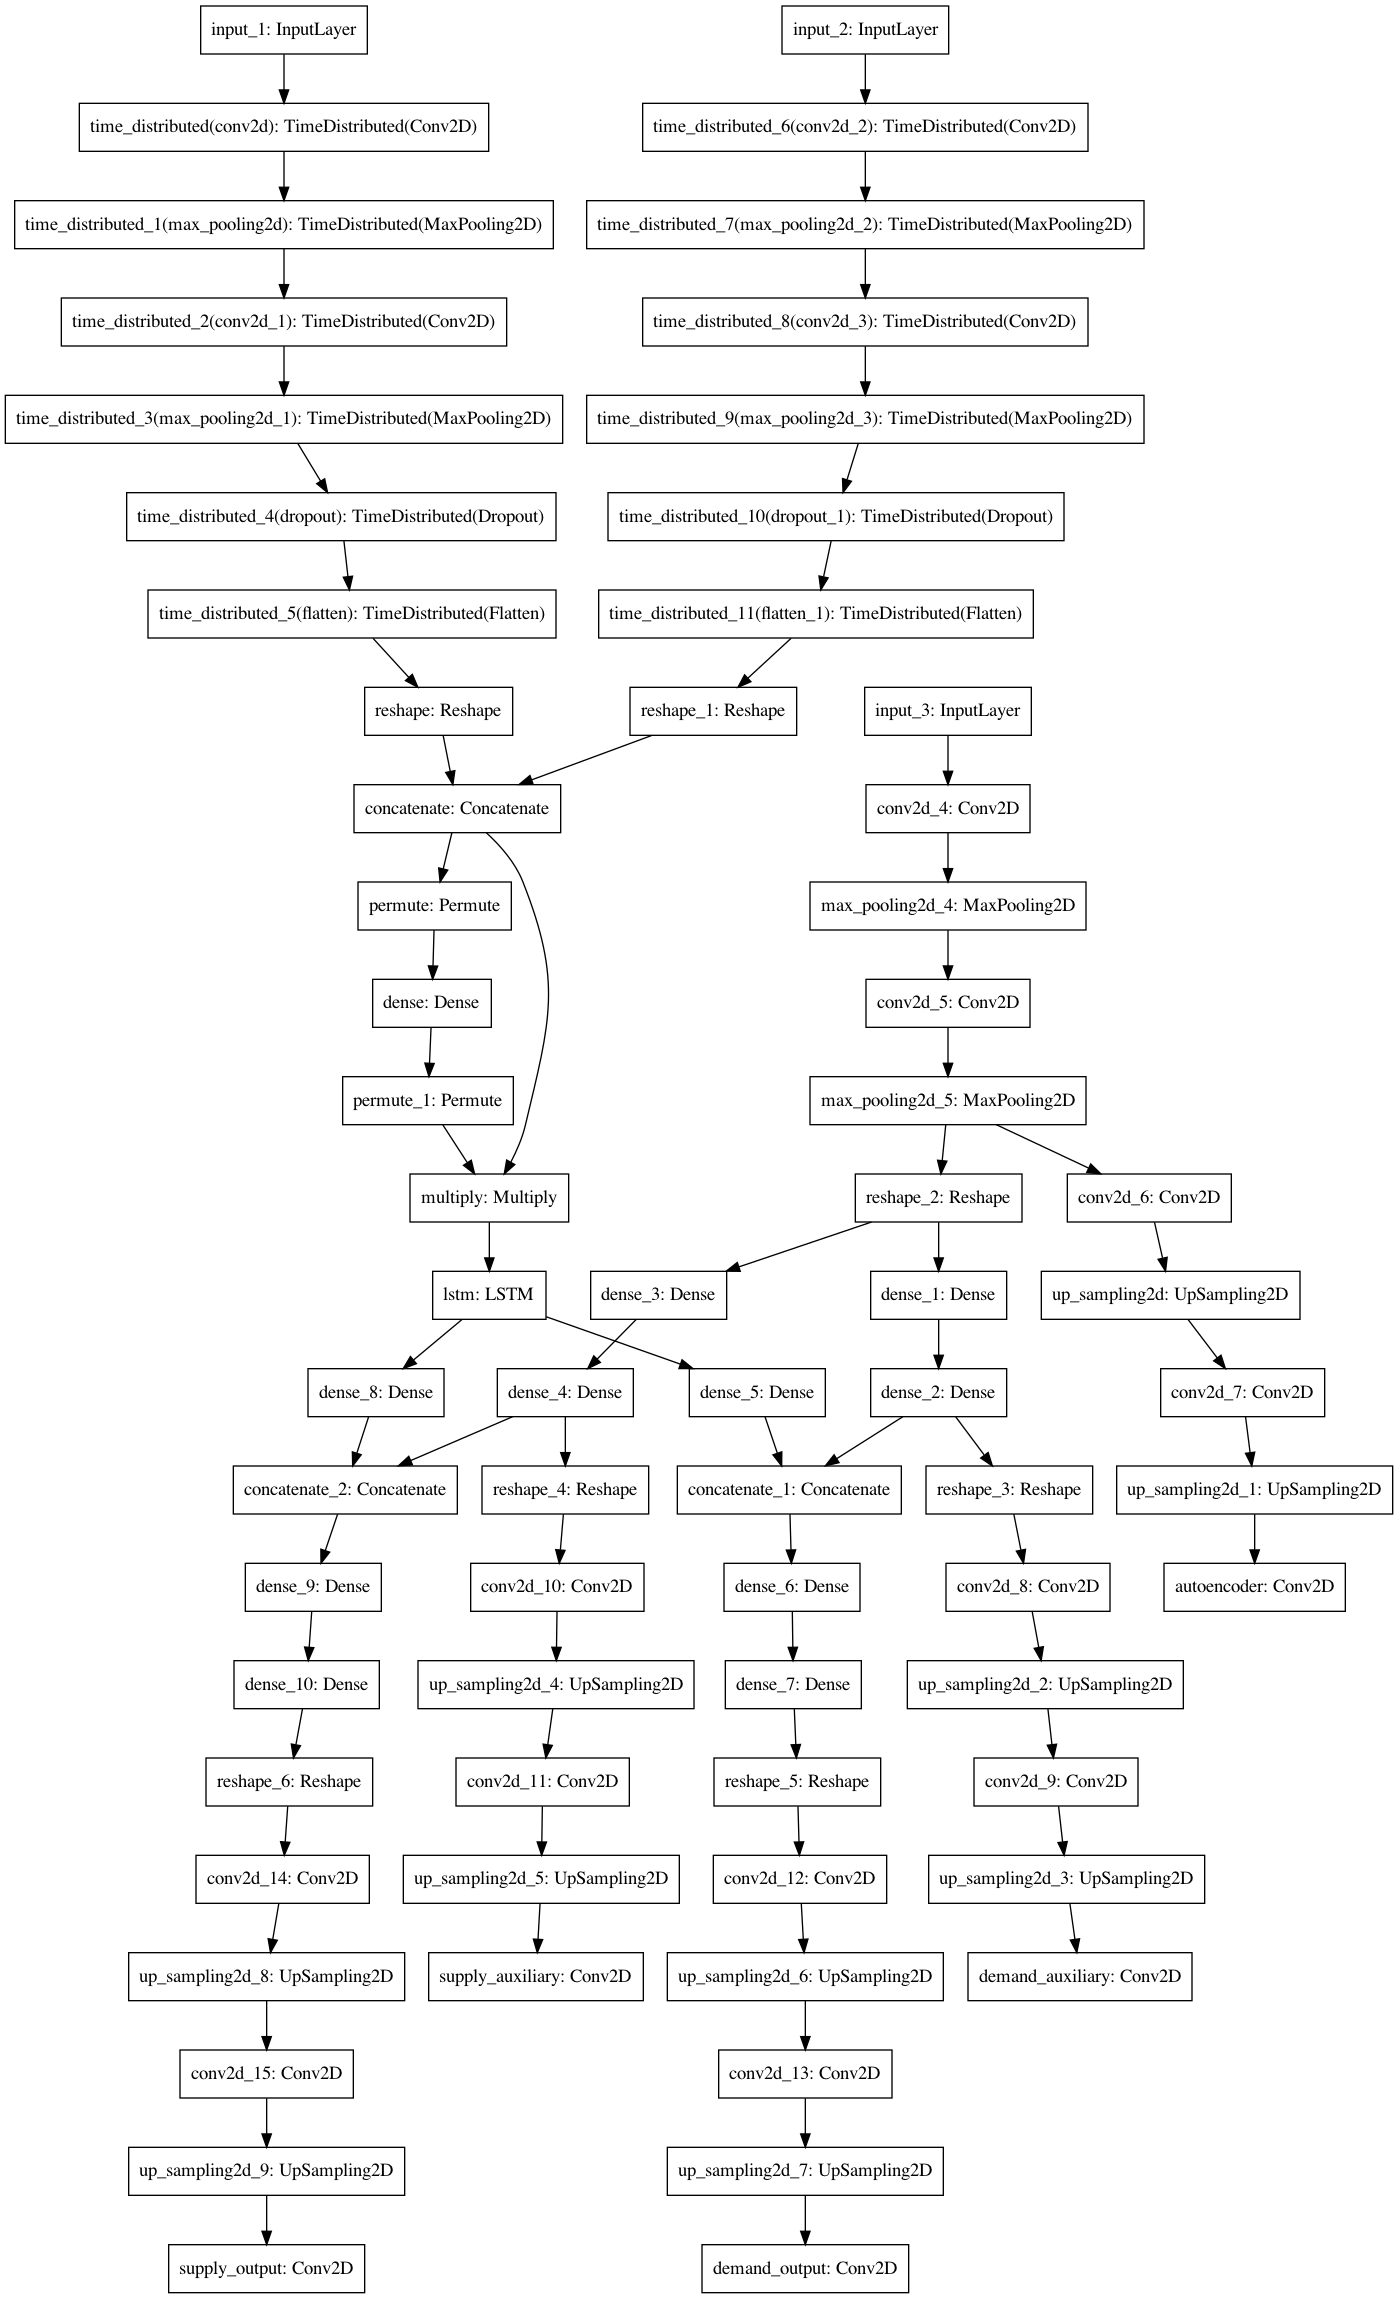 input_1: InputLayer
input_2: InputLayer
time_distributed(conv2d): TimeDistributed(Conv2D)
time_distributed_6(conv2d_2): TimeDistributed(Conv2D)
time_distributed_1(max_pooling2d): TimeDistributed(MaxPooling2D)
time_distributed_7(max_pooling2d_2): TimeDistributed(MaxPooling2D)
time_distributed_2(conv2d_1): TimeDistributed(Conv2D)
time_distributed_8(conv2d_3): TimeDistributed(Conv2D)
time_distributed_3(max_pooling2d_1): TimeDistributed(MaxPooling2D)
time_distributed_9(max_pooling2d_3): TimeDistributed(MaxPooling2D)
time_distributed_4(dropout): TimeDistributed(Dropout)
time_distributed_10(dropout_1): TimeDistributed(Dropout)
time_distributed_5(flatten): TimeDistributed(Flatten)
time_distributed_11(flatten_1): TimeDistributed(Flatten)
reshape: Reshape
reshape_1: Reshape
input_3: InputLayer
concatenate: Concatenate
conv2d_4: Conv2D
permute: Permute
max_pooling2d_4: MaxPooling2D
dense: Dense
conv2d_5: Conv2D
permute_1: Permute
max_pooling2d_5: MaxPooling2D
multiply: Multiply
reshape_2: Reshape
conv2d_6: Conv2D
lstm: LSTM
dense_3: Dense
dense_1: Dense
up_sampling2d: UpSampling2D
dense_8: Dense
dense_4: Dense
dense_5: Dense
dense_2: Dense
conv2d_7: Conv2D
concatenate_2: Concatenate
reshape_4: Reshape
concatenate_1: Concatenate
reshape_3: Reshape
up_sampling2d_1: UpSampling2D
dense_9: Dense
conv2d_10: Conv2D
dense_6: Dense
conv2d_8: Conv2D
autoencoder: Conv2D
dense_10: Dense
up_sampling2d_4: UpSampling2D
dense_7: Dense
up_sampling2d_2: UpSampling2D
reshape_6: Reshape
conv2d_11: Conv2D
reshape_5: Reshape
conv2d_9: Conv2D
conv2d_14: Conv2D
up_sampling2d_5: UpSampling2D
conv2d_12: Conv2D
up_sampling2d_3: UpSampling2D
up_sampling2d_8: UpSampling2D
supply_auxiliary: Conv2D
up_sampling2d_6: UpSampling2D
demand_auxiliary: Conv2D
conv2d_15: Conv2D
conv2d_13: Conv2D
up_sampling2d_9: UpSampling2D
up_sampling2d_7: UpSampling2D
supply_output: Conv2D
demand_output: Conv2D